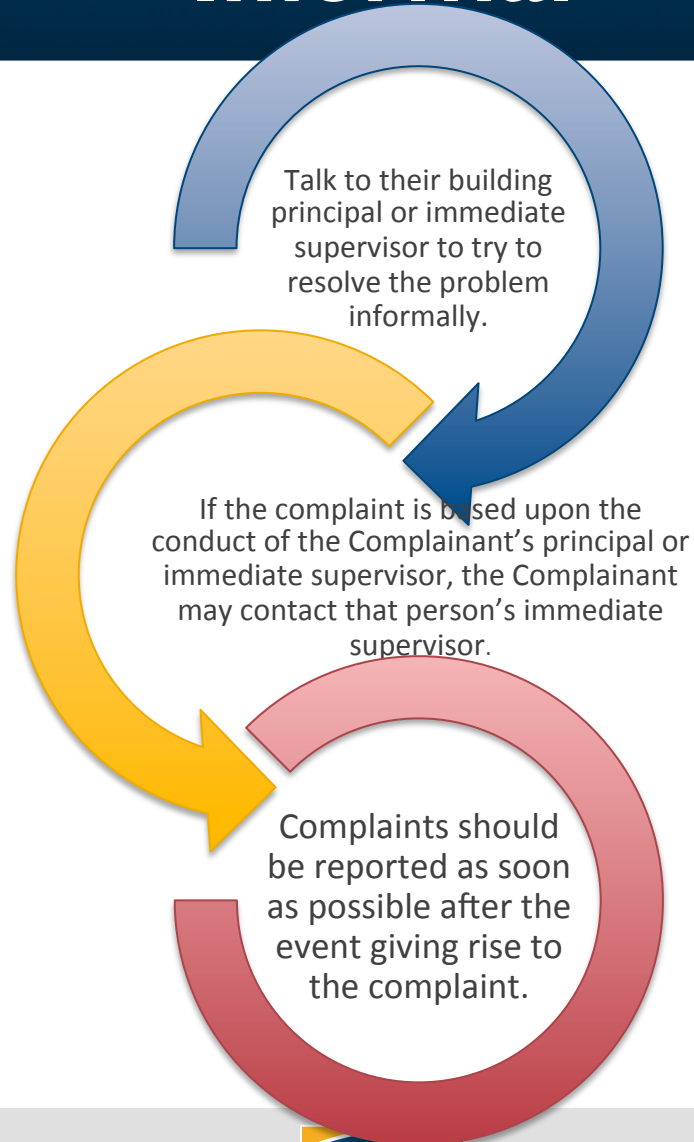 Talk to their building
principal or immediate
supervisor to try to
resolve the problem
informally.
If the complaint is based upon the
conduct of the Complainant’s principal or
immediate supervisor, the Complainant
may contact that person’s immediate
supervisor.
Complaints should
be reported as soon
as possible after the
event giving rise to
the complaint.